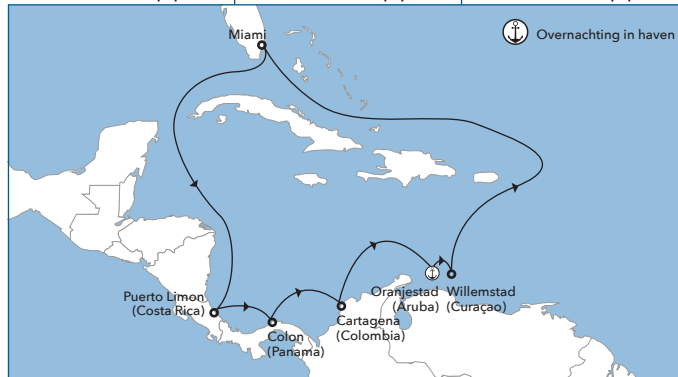 Miami
Overnachting in haven
Puerto Limon
(Costa Rica)
Colon
(Panama)
Cartagena
(Colombia)
Oranjestad
(Aruba)
Willemstad
(Curaçao)